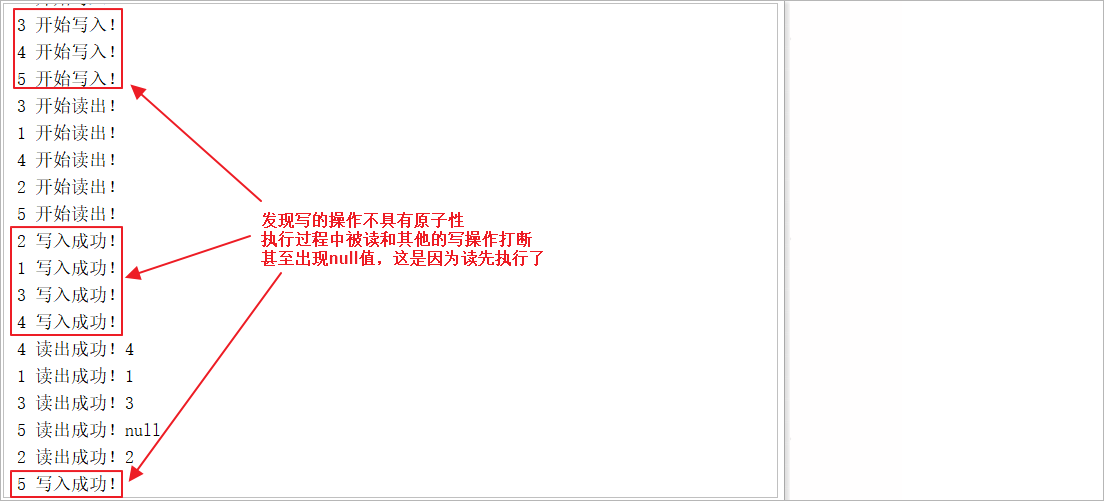 3 开始写入!
4 开始写入!
5 开始写入!
3 开始读出!
1 开始读出!
4 开始读出!
2 开始读出!
5 开始读出!
2 写入成功!
1 写入成功!
3 写入成功!
4 写入成功!
4 读出成功!4
1 读出成功!1
3 读出成功!3
5 读出成功!null
2 读出成功!2
5 写入成功!
发现写的操作不具有原子性
执行过程中被读和其他的写操作打断
甚至出现null值，这是因为读先执行了